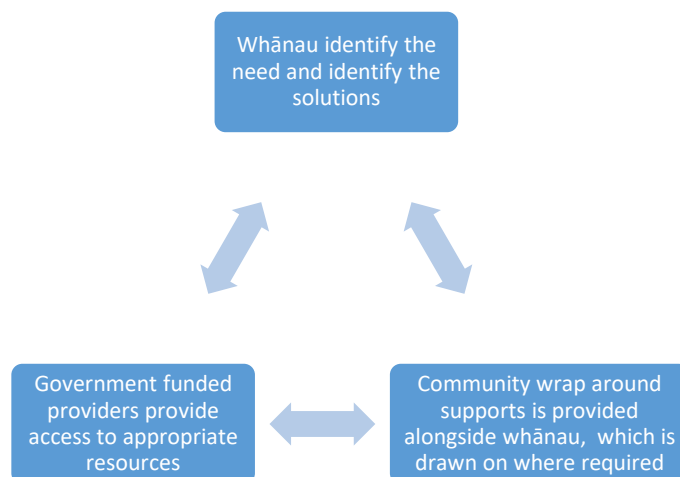 Whānau identify the
need and identify the
solutions
Government funded
providers provide
access to appropriate
resources
Community wrap around
supports is provided
alongside whānau,  which is
drawn on where required